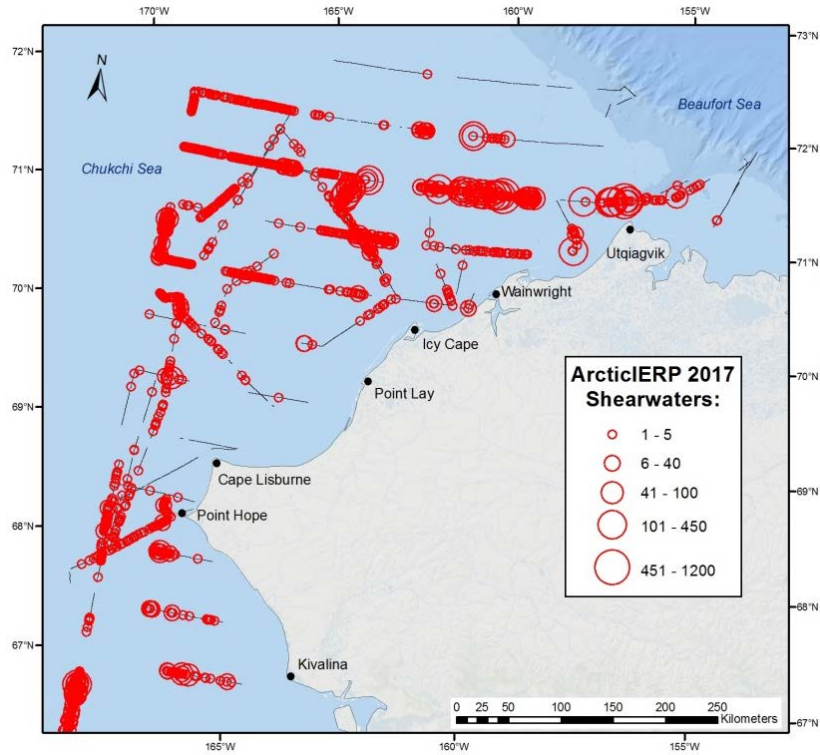 170°W 165°W 160°W 155°W
72°N 73°N
N
Beaufort Sea
72°N
Chukchi Sea
71°N
71°N
Utqiagvik
70°N
Wainwright
Icy Cape
ArcticIERP 2017
Shearwaters:
70°N
Point Lay
69°N
1 - 5
6 - 40
Cape Lisburne
41 - 100
69°N
Point Hope
68°N
101 - 450
451 - 1200
68°N
67°N
Kivalina
0 25 50 100 150 200 250
Kilometers
67°N
165°W 160°W 155°W